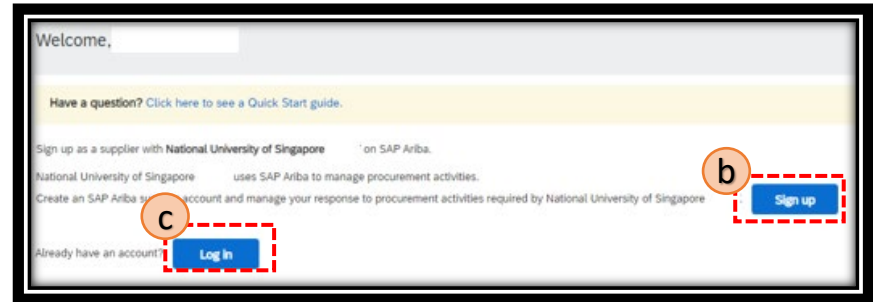 Welcome,
Have a question? Click here to see a Quick Start guide.
Sign up as a supplier with National University of Singapore on SAP Ariba.
National University of Singapore uses SAP Ariba to manage procurement activities.
b
Create an SAP Ariba account and manage your response to procurement activities required by National University of Singapore
Sign up
c
Already have an account?
Log in